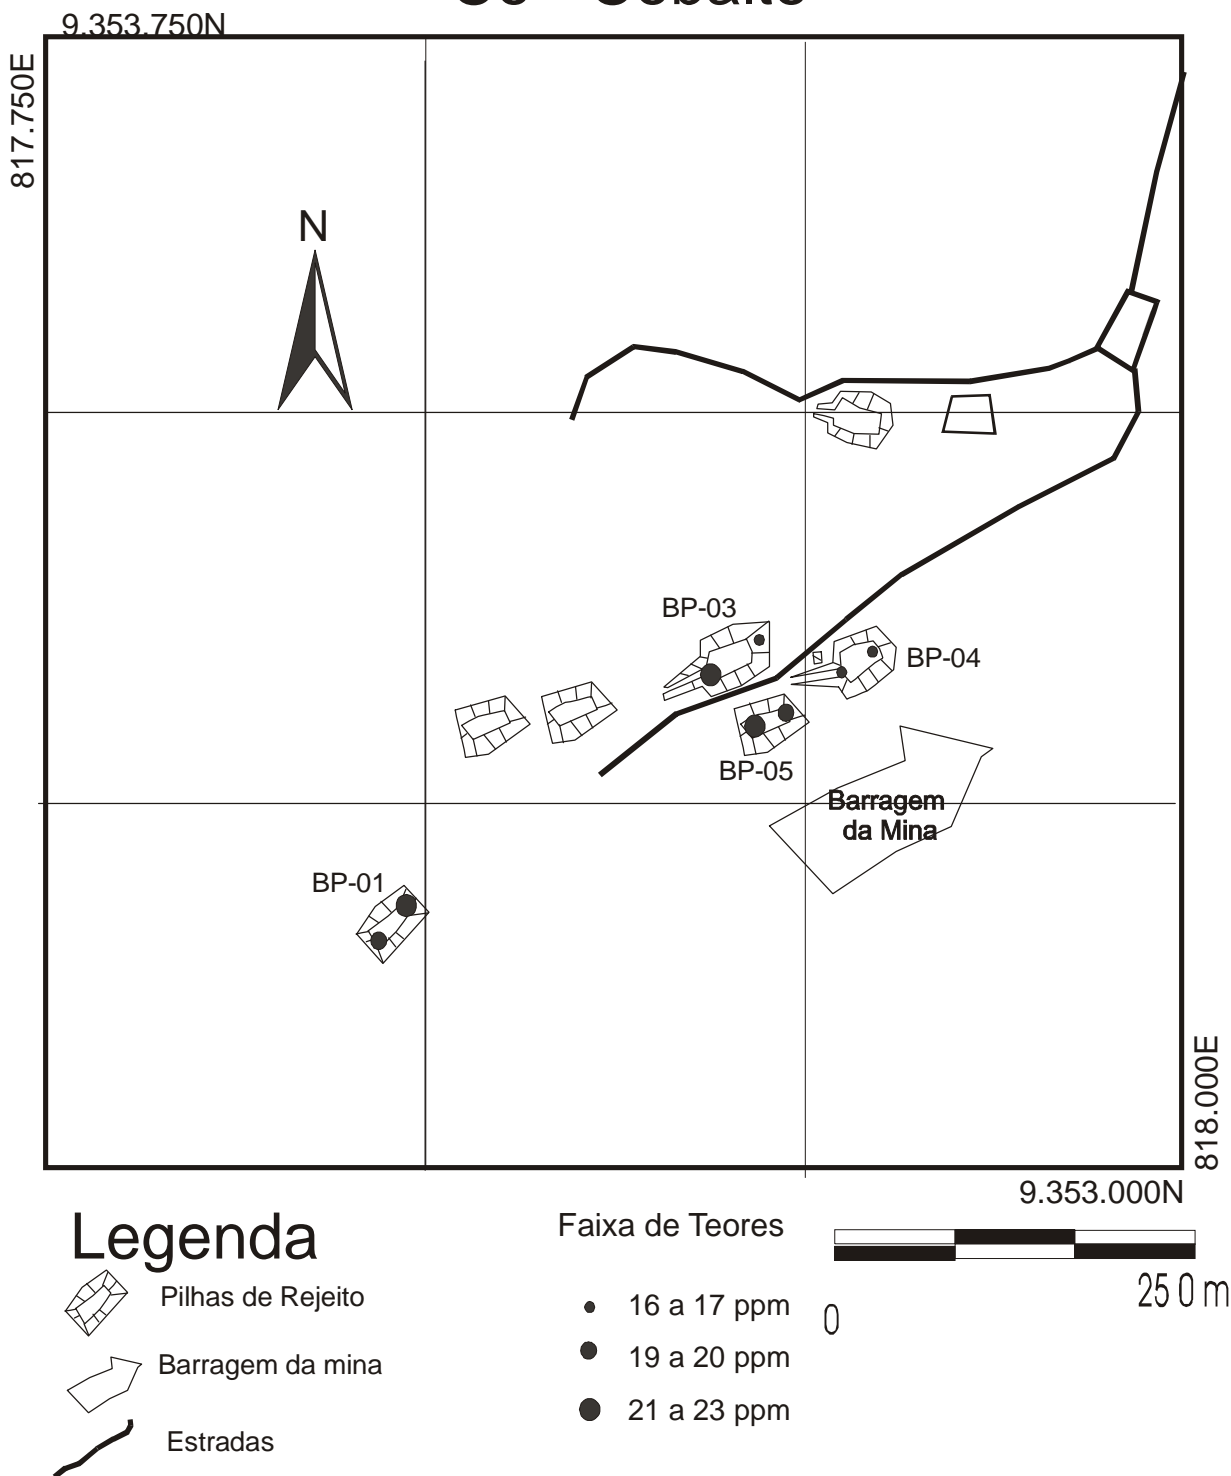 9.353.750N
817.750E
N
BP-03
BP-04
BP-05
Barragem
da Mina
BP-01
818.000E
9.353.000N
Legenda
Pilhas de Rejeito
Barragem da mina
Estradas
Faixa de Teores
16 a 17 ppm
19 a 20 ppm
21 a 23 ppm
0
250 m